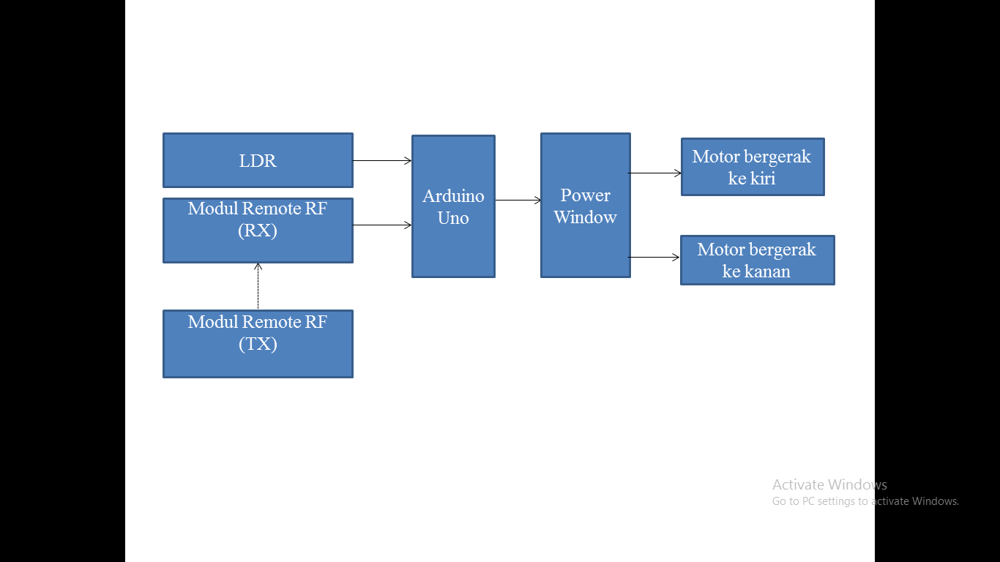 LDR
Modul Remote RF
(RX)
Modul Remote RF
(TX)
Arduino
Uno
Power
Window
Motor bergerak
ke kiri
Motor bergerak
ke kanan
Activate Windows
Go to PC settings to activate Windows.